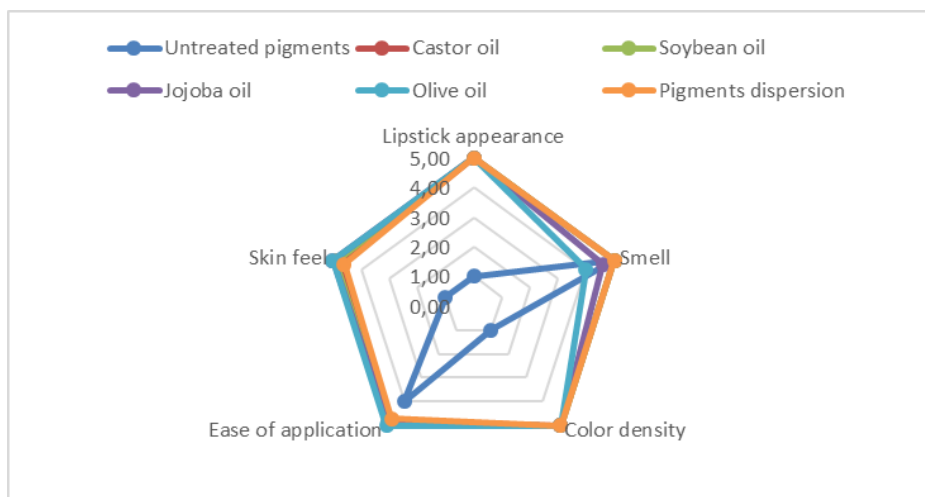 Untreated pigments Castor oil Soybean oil
Jojoba oil Olive oil Pigments dispersion
Lipstick appearance
5,00
4,00
3,00
2,00
1,00
0,00
Skin feel
Smell
Ease of application
Color density